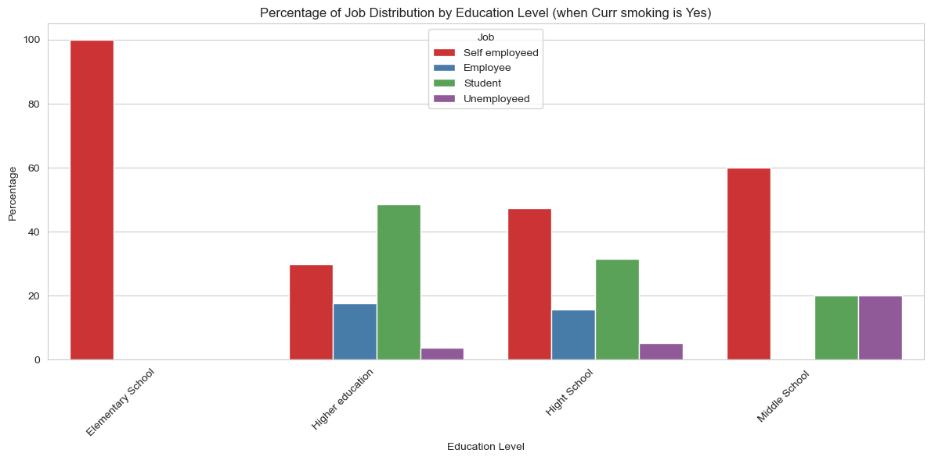 Percentage of Job Distribution by Education Level (when Curr smoking is Yes)
Job
Self employeed
Employee
Student
Unemployeed
Percentage
100
80
60
40
20
0
Elementary School
Higher education
Hight School
Middle School
Education Level